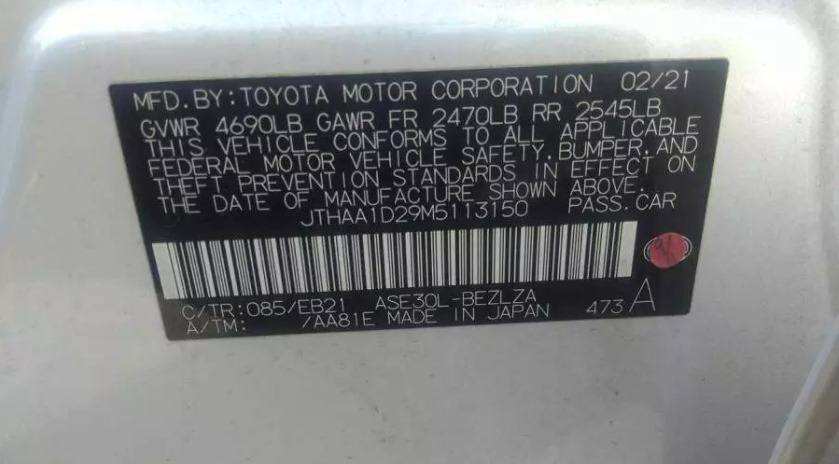 MFD.BY:TOYOTA MOTOR CORPORATION 02/21
GVWR 4690LB GAWR FR 2470LB RR 2545LB
THIS VEHICLE CONFORMS TO ALL APPLICABLE
FEDERAL MOTOR VEHICLE SAFETY,BUMPER,AND
THEFT PREVENTION STANDARDS IN EFFECT ON
THE DATE OF MANUFACTURE SHOWN ABOVE.
JTHAA1D29M5113150 PASS.CAR
C/TR:085/EB21 ASE30L-BEZLZA
A/TM: /AA81E MADE IN JAPAN 473 A